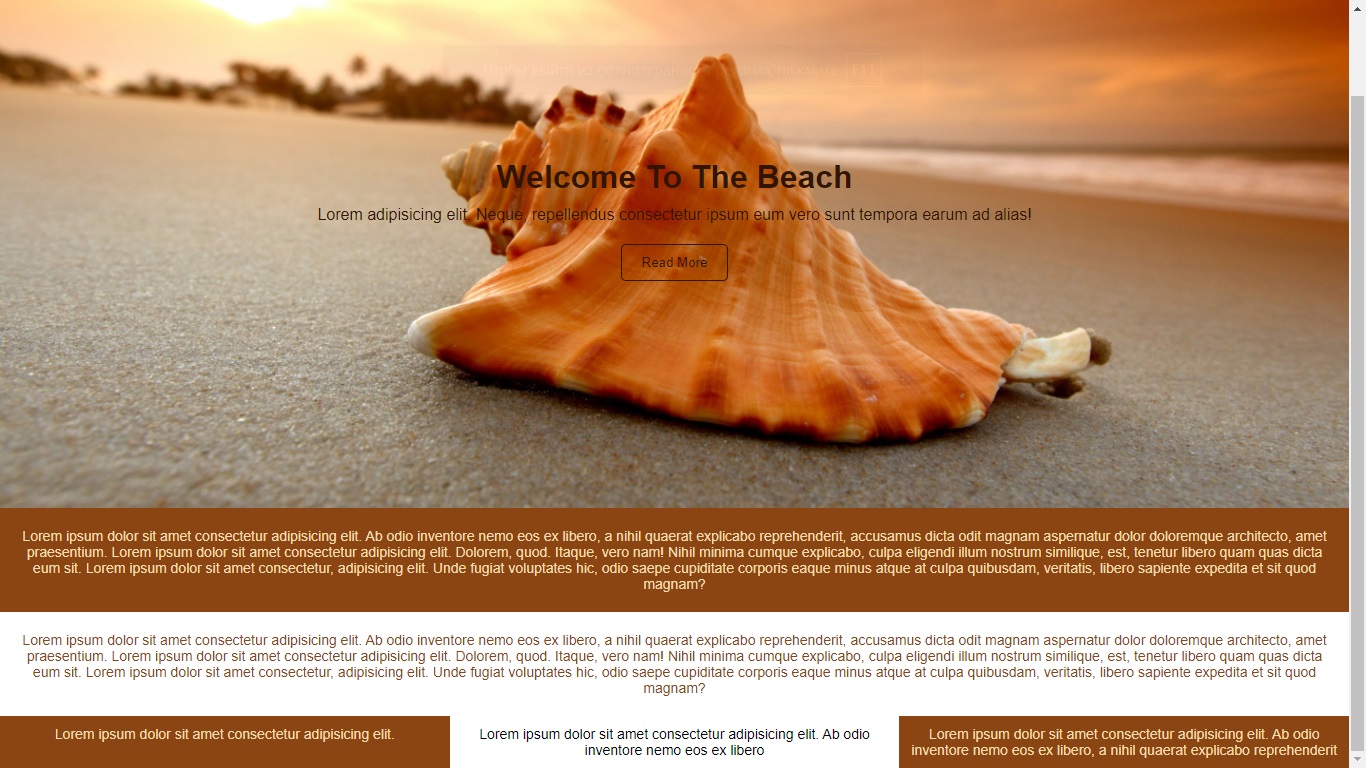 Welcome To The Beach
Lorem adipisicing elit. Neque, repellendus consectetur ipsum eum vero sunt tempora earum ad alias!
Read More
Lorem ipsum dolor sit amet consectetur adipisicing elit. Ab odio inventore nemo eos ex libero, a nihil quaerat explicabo reprehenderit, accusamus dicta odit magnam aspernatur dolor doloremque architecto, amet
praesentium. Lorem ipsum dolor sit amet consectetur adipisicing elit. Dolorem, quod. Itaque, vero nam! Nihil minima cumque explicabo, culpa eligendi illum nostrum similique, est, tenetur libero quam quas dicta
eum sit. Lorem ipsum dolor sit amet consectetur, adipisicing elit. Unde fugiat voluptates hic, odio saepe cupiditate corporis eaque minus atque at culpa quibusdam, veritatis, libero sapiente expedita et sit quod
magnam?
Lorem ipsum dolor sit amet consectetur adipisicing elit. Ab odio inventore nemo eos ex libero, a nihil quaerat explicabo reprehenderit, accusamus dicta odit magnam aspernatur dolor doloremque architecto, amet
praesentium. Lorem ipsum dolor sit amet consectetur adipisicing elit. Dolorem, quod. Itaque, vero nam! Nihil minima cumque explicabo, culpa eligendi illum nostrum similique, est, tenetur libero quam quas dicta
eum sit. Lorem ipsum dolor sit amet consectetur, adipisicing elit. Unde fugiat voluptates hic, odio saepe cupiditate corporis eaque minus atque at culpa quibusdam, veritatis, libero sapiente expedita et sit quod
magnam?
Lorem ipsum dolor sit amet consectetur adipisicing elit.
Lorem ipsum dolor sit amet consectetur adipisicing elit. Ab odio
inventore nemo eos ex libero
Lorem ipsum dolor sit amet consectetur adipisicing elit. Ab odio
inventore nemo eos ex libero, a nihil quaerat explicabo reprehenderit